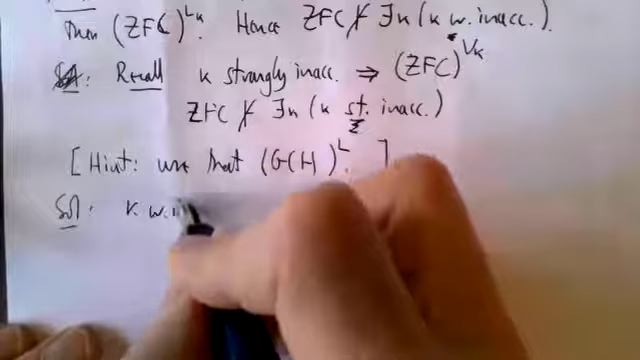 Then (ZFC)^{L_κ}. Hence ZFC ⊬ ∃κ(κ w. inacc.).
Recall κ strongly inacc. ⇒ (ZFC)^{V_κ}
ZFC ⊬ ∃κ(κ st. inacc.)
[Hint: use that (GCH)^L. ]
Sol: κ w.i